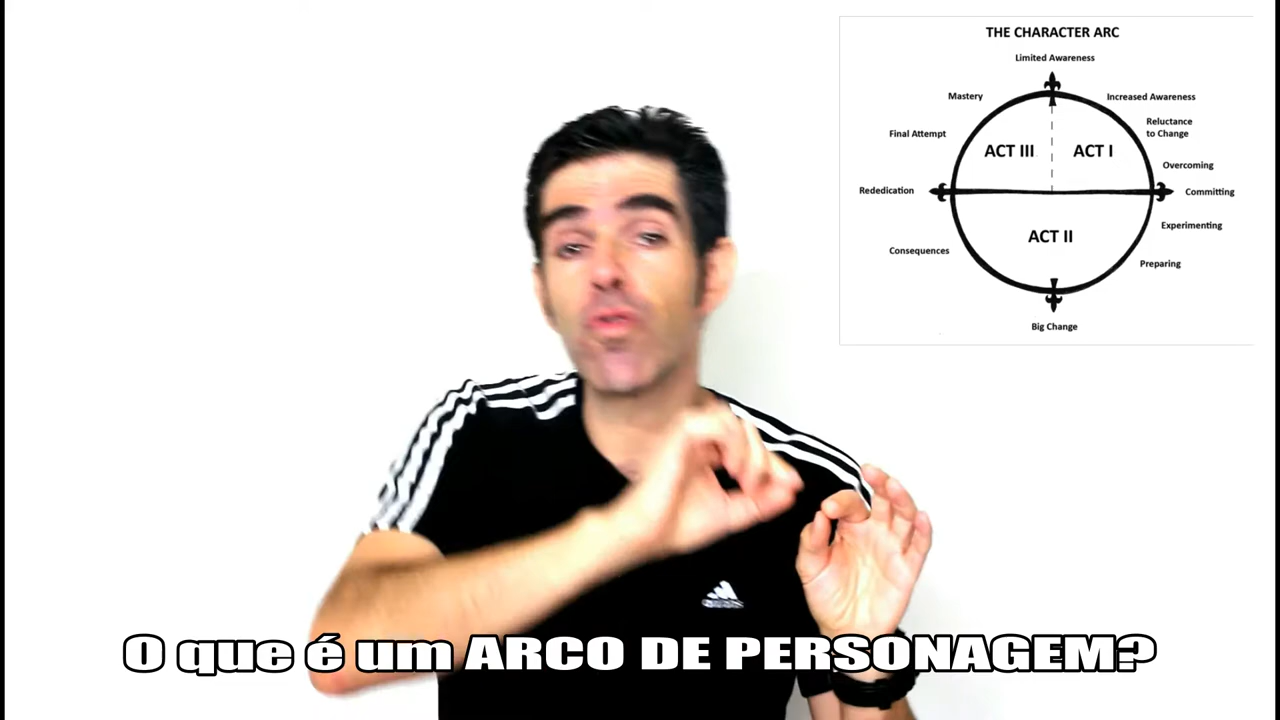 THE CHARACTER ARC
Limited Awareness
Mastery
Increased Awareness
Reluctance
to Change
Final Attempt
ACT III
ACT I
Overcoming
Rededication
Committing
Experimenting
ACT II
Consequences
Preparing
Big Change
O que é um ARCO DE PERSONAGEM?